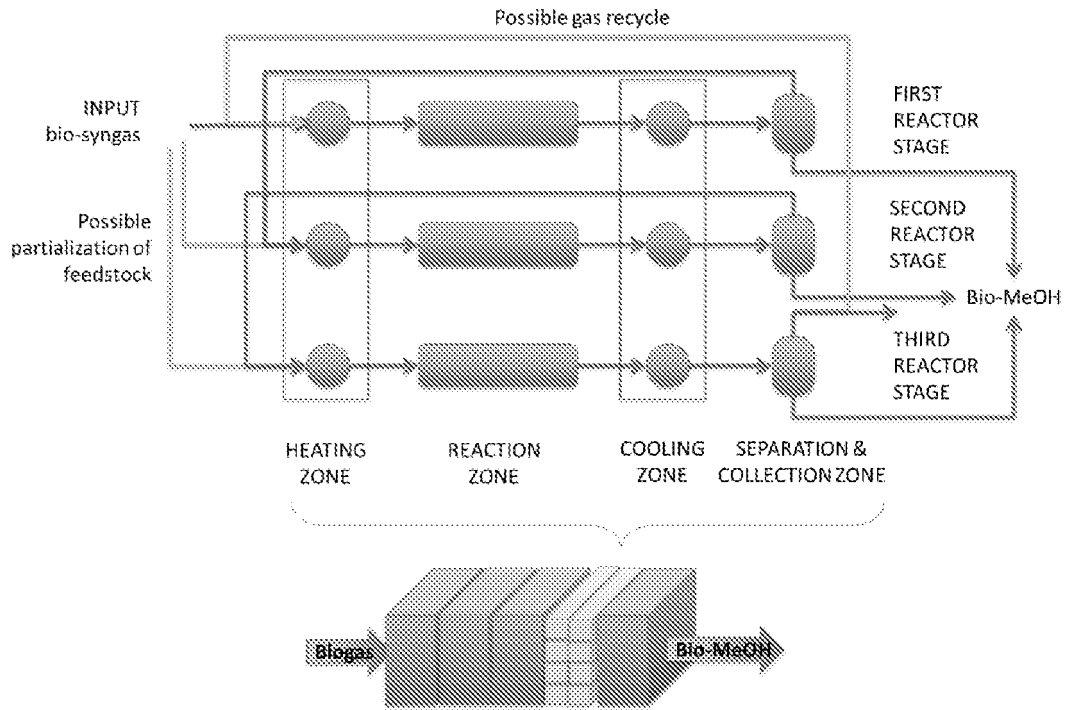 Possible gas recycle
INPUT
bio-syngas
FIRST
REACTOR
STAGE
Possible
partialization of
feedstock
SECOND
REACTOR
STAGE
Bio-MeOH
THIRD
REACTOR
STAGE
HEATING
ZONE
REACTION
ZONE
COOLING
ZONE
SEPARATION &
COLLECTION ZONE
Biogas
Bio-MeOH